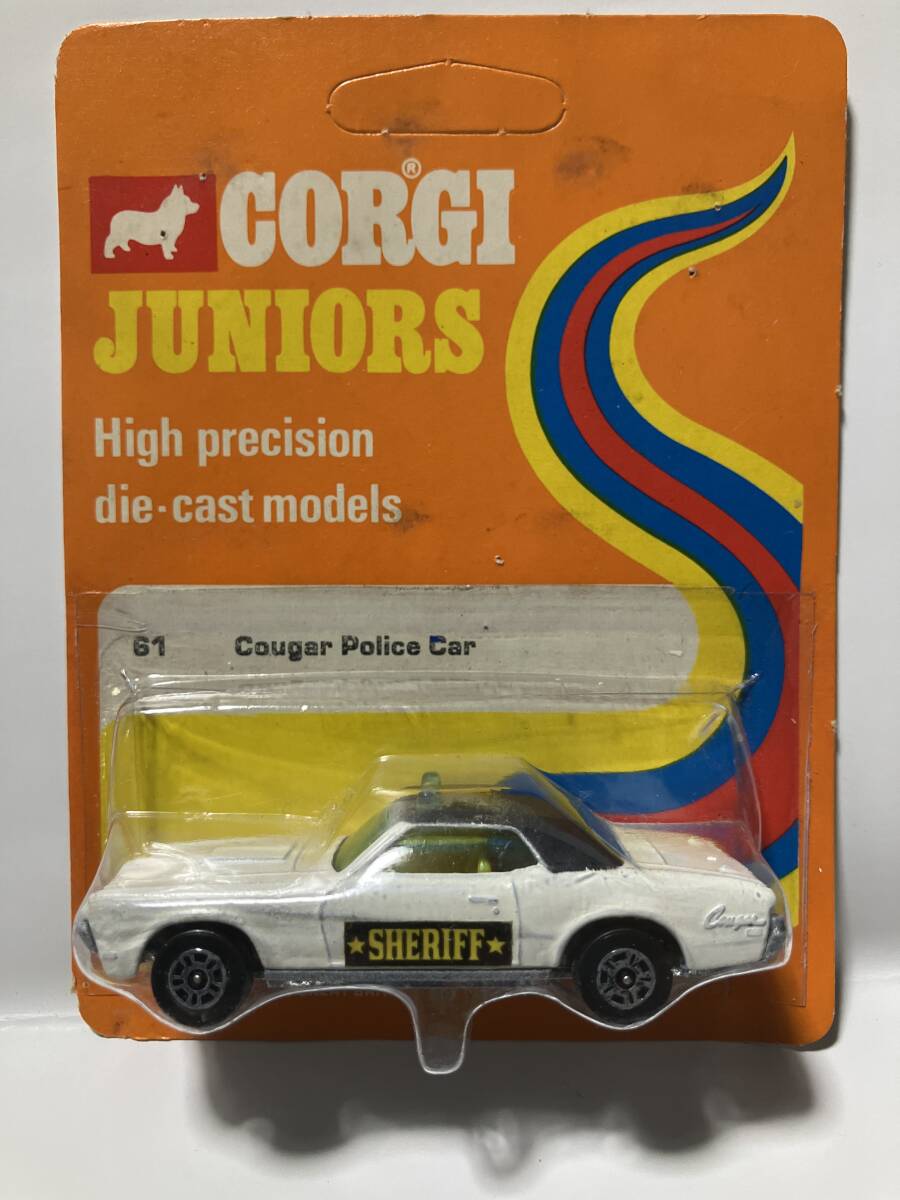 CORGI®
JUNIORS
High precision
die-cast models
61 Cougar Police Car
★SHERIFF★
Cougar